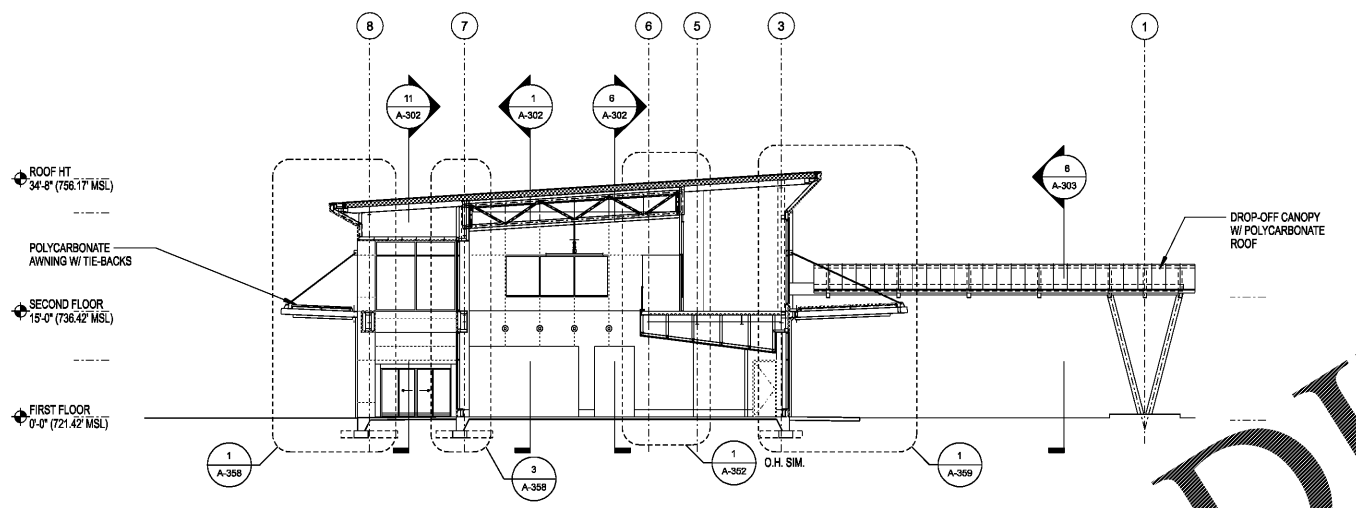 8
7
6
5
3
1
11
A-302
1
A-302
6
A-302
6
A-303
ROOF HT
34'-8" (756.17' MSL)
POLYCARBONATE
AWNING W/ TIE-BACKS
SECOND FLOOR
15'-0" (736.42' MSL)
FIRST FLOOR
0'-0" (721.42' MSL)
DROP-OFF CANOPY
W/ POLYCARBONATE
ROOF
1
A-358
3
A-358
1
A-352
O.H. SIM.
1
A-359